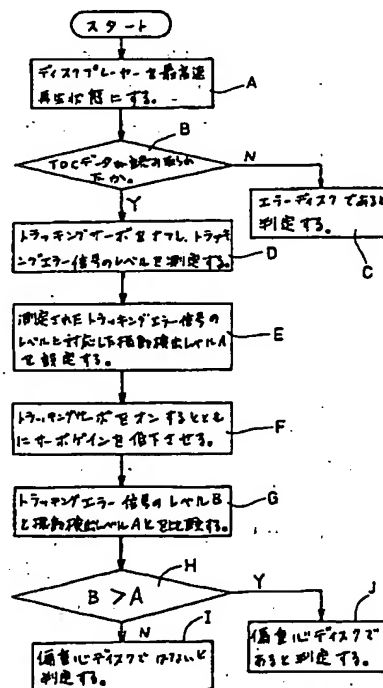 スタート
ディスクプレーヤーを最高速
再生状態にする。
A
B
TOCデータが読み取られ
たか。
N
Y
エラーディスクであると
判定する。
C
トラッキングサーボをオフし、トラッキ
ングエラー信号のレベルを測定する。
D
測定されたトラッキングエラー信号の
レベルに対応した振動検出レベルA
を設定する。
E
トラッキングサーボをオンするととも
にサーボゲインを低下させる。
F
トラッキングエラー信号のレベルB
と振動検出レベルAとを比較する。
G
H
B > A
Y
N
I
J
偏重心ディスクではないと
判定する。
偏重心ディスクで
あると判定する。